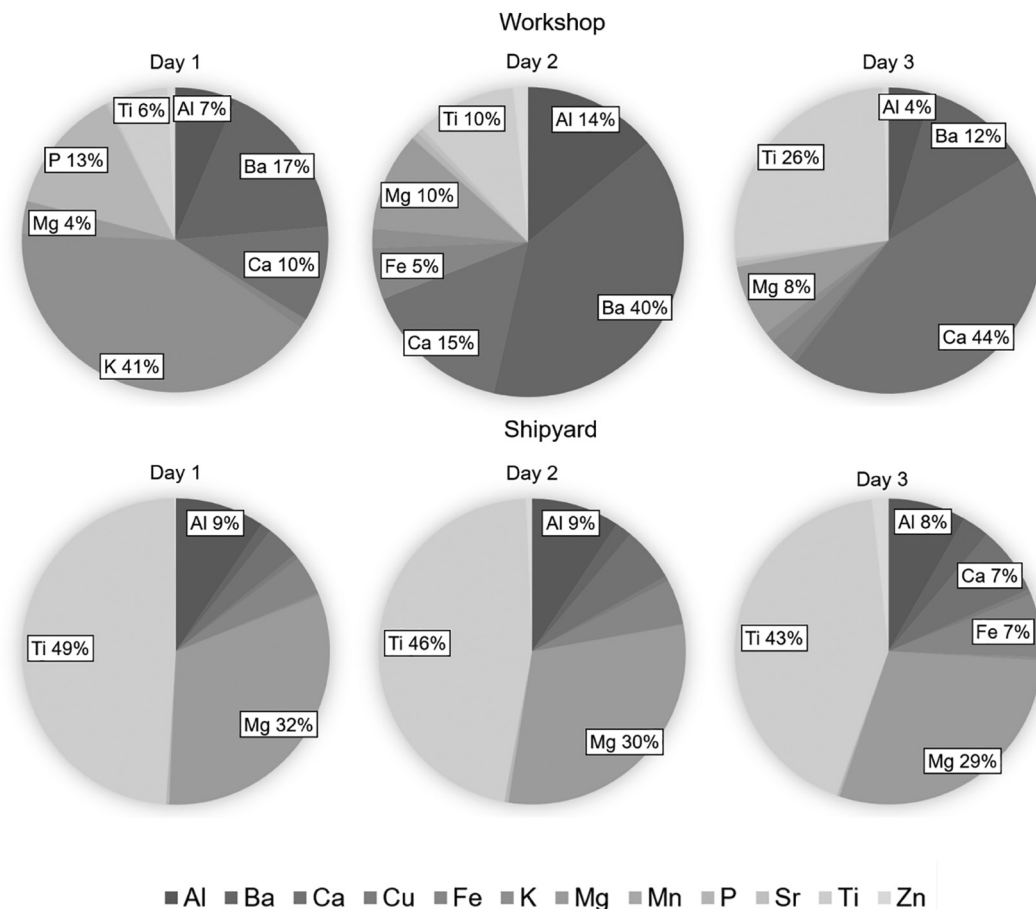 Workshop
Day 1
Day 2
Day 3
Ti 6%
Al 7%
P 13%
Ba 17%
Mg 4%
Ca 10%
K 41%
Ti 10%
Al 14%
Mg 10%
Fe 5%
Ba 40%
Ca 15%
Al 4%
Ba 12%
Ti 26%
Mg 8%
Ca 44%
Shipyard
Day 1
Day 2
Day 3
Al 9%
Ti 49%
Mg 32%
Al 9%
Ti 46%
Mg 30%
Al 8%
Ca 7%
Fe 7%
Ti 43%
Mg 29%
Al Ba Ca Cu Fe K Mg Mn P Sr Ti Zn